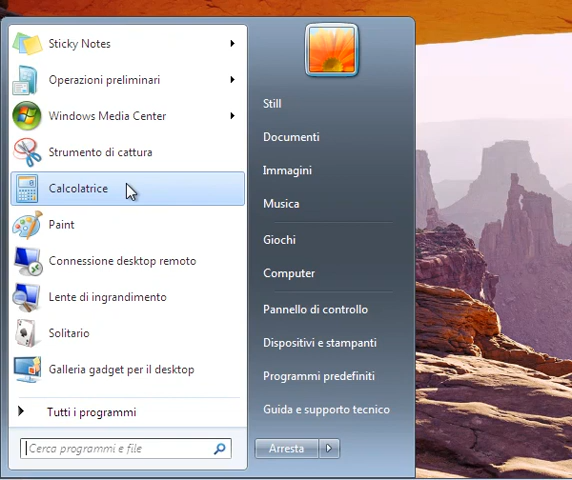 Sticky Notes
Operazioni preliminari
Windows Media Center
Strumento di cattura
Calcolatrice
Paint
Connessione desktop remoto
Lente di ingrandimento
Solitario
Galleria gadget per il desktop
Tutti i programmi
Cerca programmi e file
Still
Documenti
Immagini
Musica
Giochi
Computer
Pannello di controllo
Dispositivi e stampanti
Programmi predefiniti
Guida e supporto tecnico
Arresta